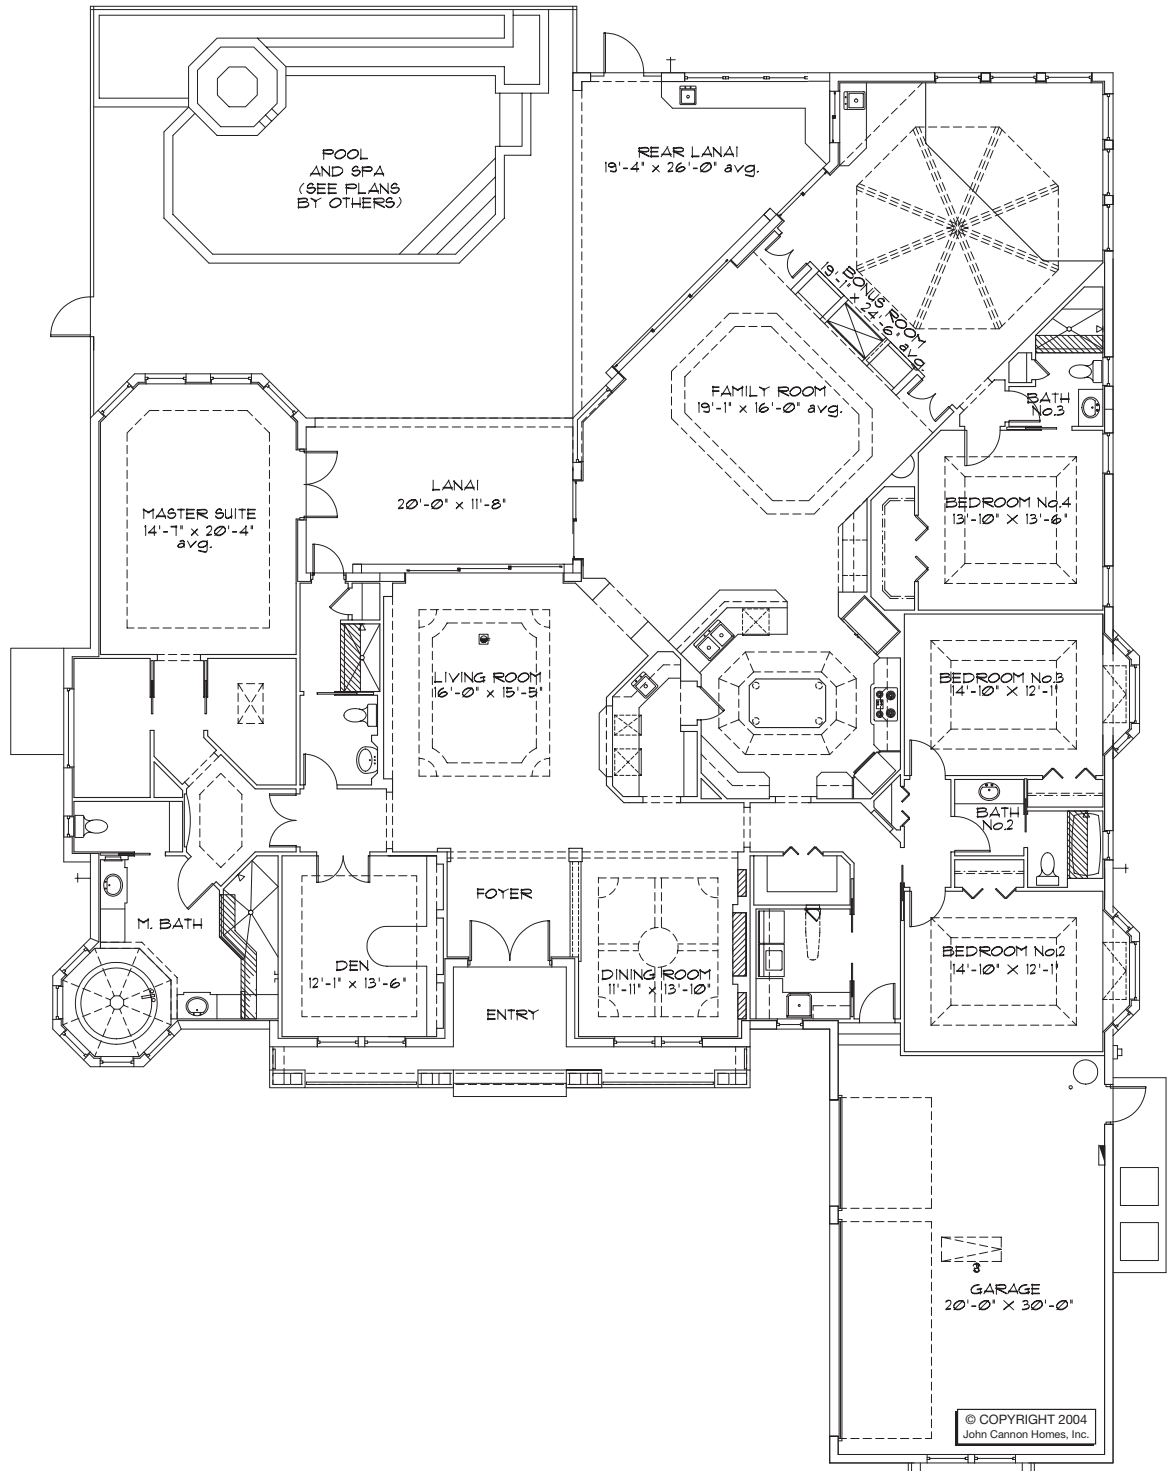 POOL
AND SPA
(SEE PLANS
BY OTHERS)
REAR LANAI
19'-4" x 26'-0" avg.
BONUS ROOM
19'-1" x 24'-6" avg.
FAMILY ROOM
19'-1" x 16'-0" avg.
BATH
No.3
LANAI
20'-0" x 11'-8"
MASTER SUITE
14'-7" x 20'-4"
avg.
BEDROOM No.4
13'-10" X 13'-6"
LIVING ROOM
16'-0" x 15'-5"
BEDROOM No.3
14'-10" X 12'-1"
BATH
No.2
FOYER
M. BATH
DEN
12'-1" x 13'-6"
DINING ROOM
11'-11" x 13'-10"
BEDROOM No.2
14'-10" X 12'-1"
ENTRY
GARAGE
20'-0" X 30'-0"
© COPYRIGHT 2004
John Cannon Homes, Inc.